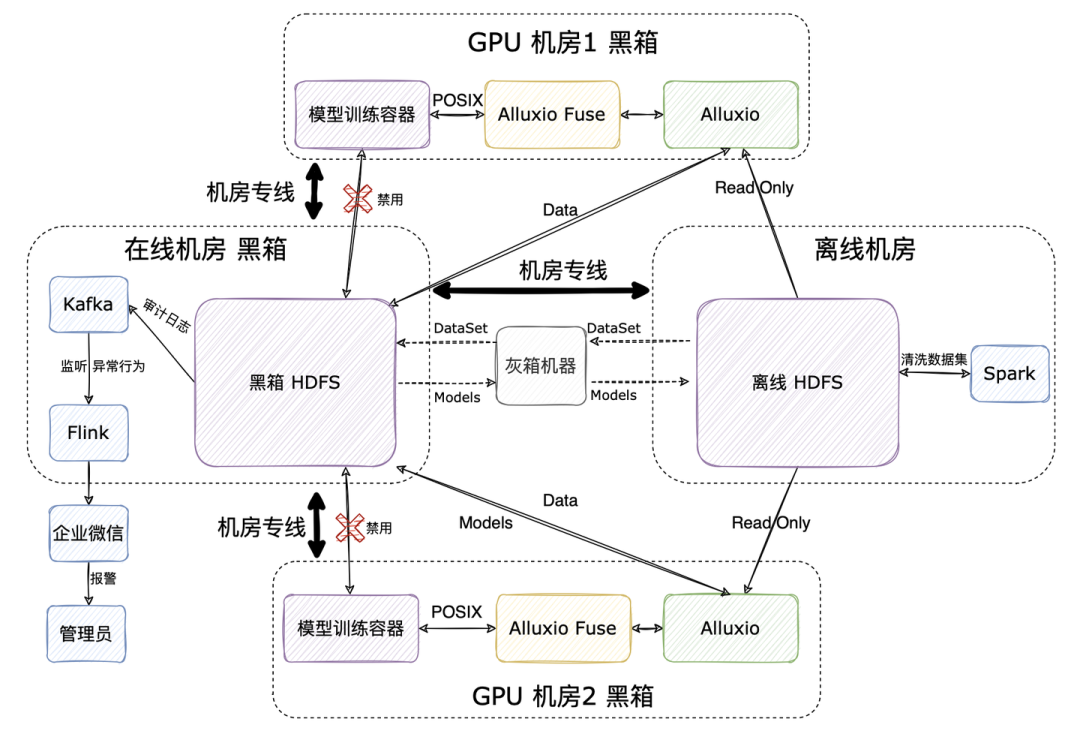 GPU 机房1 黑箱
模型训练容器
POSIX
Alluxio Fuse
Alluxio
机房专线
禁用
Data
Read Only
在线机房 黑箱
机房专线
离线机房
Kafka
审计日志
监听 异常行为
Flink
企业微信
报警
管理员
黑箱 HDFS
DataSet
DataSet
灰箱机器
Models
Models
离线 HDFS
清洗数据集
Spark
机房专线
禁用
Data
Models
Read Only
模型训练容器
POSIX
Alluxio Fuse
Alluxio
GPU 机房2 黑箱